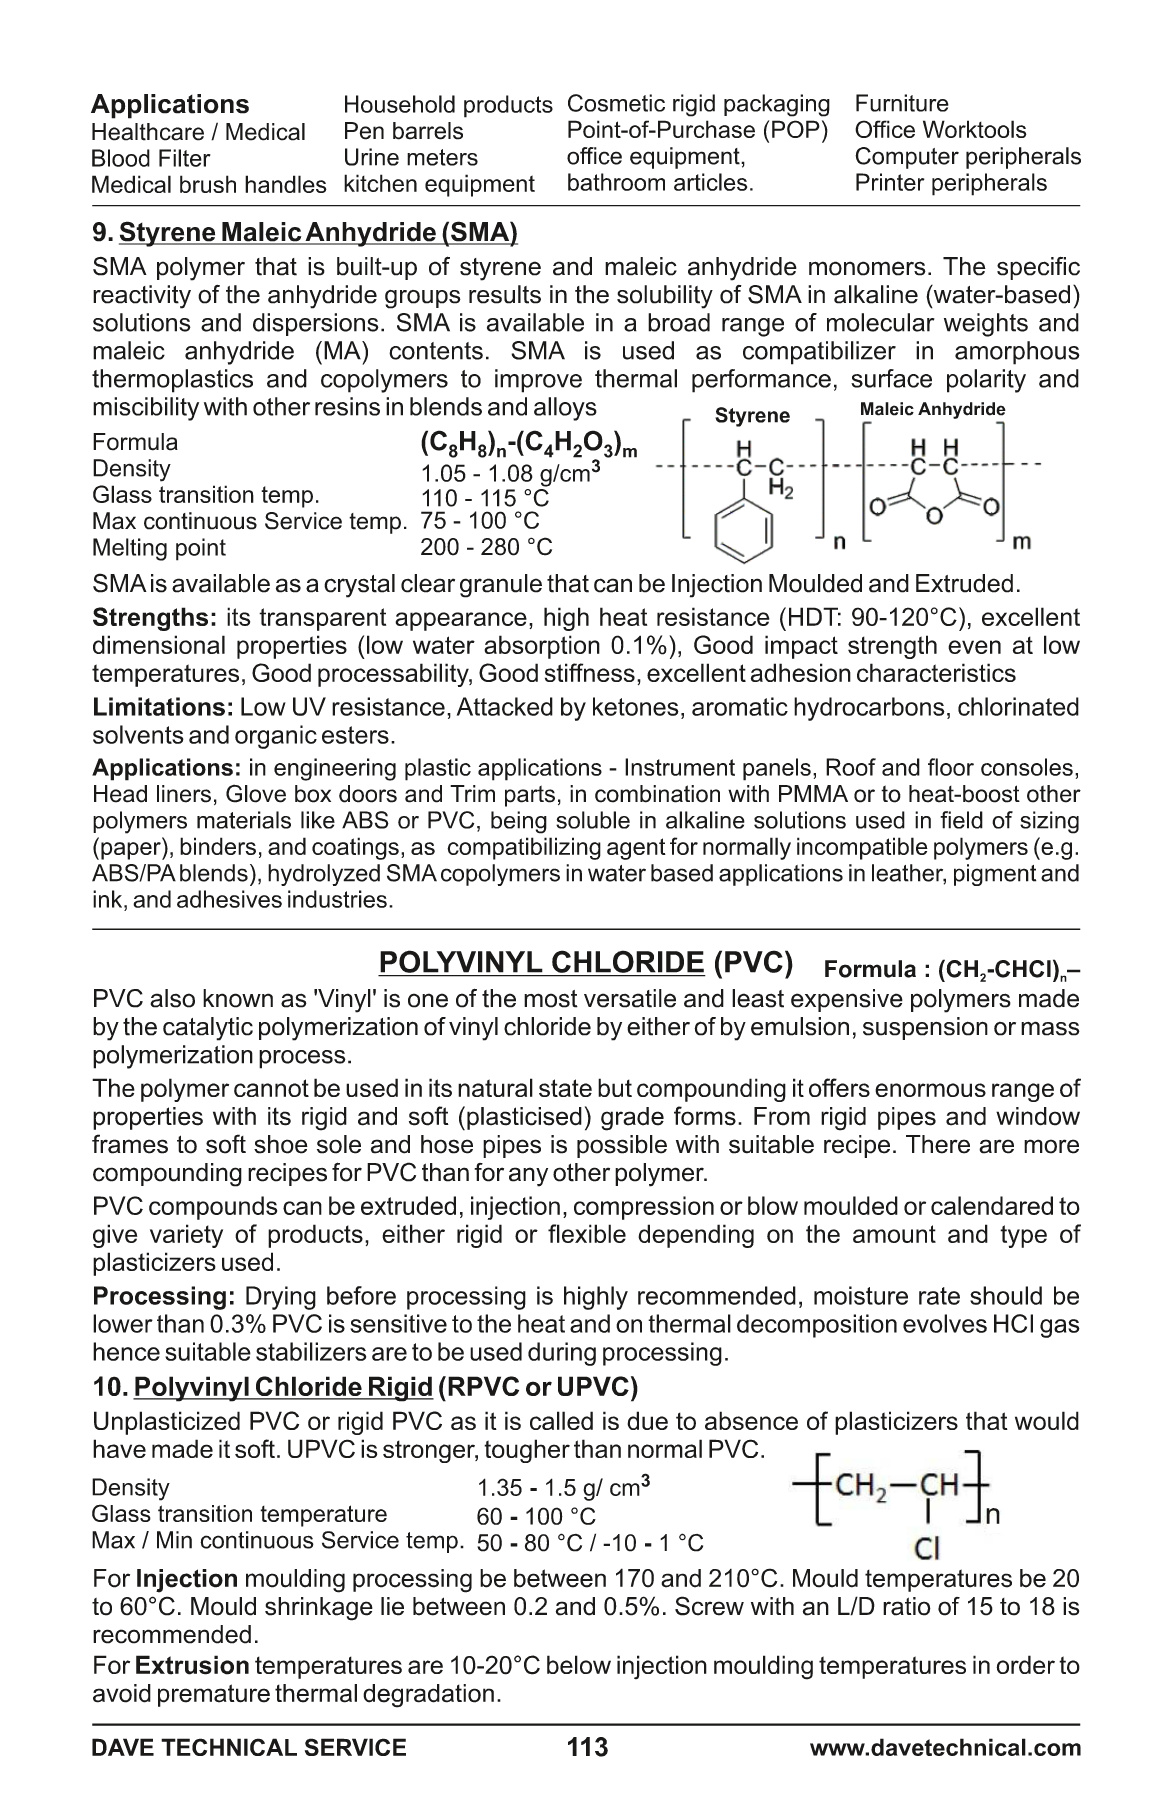 Applications
Healthcare / Medical
Blood Filter
Medical brush handles
Household products
Pen barrels
Urine meters
kitchen equipment
Cosmetic rigid packaging
Point-of-Purchase (POP)
office equipment,
bathroom articles.
Furniture
Office Worktools
Computer peripherals
Printer peripherals
9. Styrene Maleic Anhydride (SMA)
SMA polymer that is built-up of styrene and maleic anhydride monomers. The specific
reactivity of the anhydride groups results in the solubility of SMA in alkaline (water-based)
solutions and dispersions. SMA is available in a broad range of molecular weights and
maleic anhydride (MA) contents. SMA is used as compatibilizer in amorphous
thermoplastics and copolymers to improve thermal performance, surface polarity and
miscibility with other resins in blends and alloys
Formula (C₈H₈)ₙ-(C₄H₂O₃)ₘ
Density 1.05 - 1.08 g/cm³
Glass transition temp. 110 - 115 °C
Max continuous Service temp. 75 - 100 °C
Melting point 200 - 280 °C
Styrene Maleic Anhydride
H H H
C-C C-C
H₂
O O O
n m
SMA is available as a crystal clear granule that can be Injection Moulded and Extruded.
Strengths: its transparent appearance, high heat resistance (HDT: 90-120°C), excellent
dimensional properties (low water absorption 0.1%), Good impact strength even at low
temperatures, Good processability, Good stiffness, excellent adhesion characteristics
Limitations: Low UV resistance, Attacked by ketones, aromatic hydrocarbons, chlorinated
solvents and organic esters.
Applications: in engineering plastic applications - Instrument panels, Roof and floor consoles,
Head liners, Glove box doors and Trim parts, in combination with PMMA or to heat-boost other
polymers materials like ABS or PVC, being soluble in alkaline solutions used in field of sizing
(paper), binders, and coatings, as compatibilizing agent for normally incompatible polymers (e.g.
ABS/PA blends), hydrolyzed SMA copolymers in water based applications in leather, pigment and
ink, and adhesives industries.
POLYVINYL CHLORIDE (PVC) Formula : (CH₂-CHCl)ₙ–
PVC also known as 'Vinyl' is one of the most versatile and least expensive polymers made
by the catalytic polymerization of vinyl chloride by either of by emulsion, suspension or mass
polymerization process.
The polymer cannot be used in its natural state but compounding it offers enormous range of
properties with its rigid and soft (plasticised) grade forms. From rigid pipes and window
frames to soft shoe sole and hose pipes is possible with suitable recipe. There are more
compounding recipes for PVC than for any other polymer.
PVC compounds can be extruded, injection, compression or blow moulded or calendared to
give variety of products, either rigid or flexible depending on the amount and type of
plasticizers used.
Processing: Drying before processing is highly recommended, moisture rate should be
lower than 0.3% PVC is sensitive to the heat and on thermal decomposition evolves HCl gas
hence suitable stabilizers are to be used during processing.
10. Polyvinyl Chloride Rigid (RPVC or UPVC)
Unplasticized PVC or rigid PVC as it is called is due to absence of plasticizers that would
have made it soft. UPVC is stronger, tougher than normal PVC.
Density 1.35 - 1.5 g/ cm³
Glass transition temperature 60 - 100 °C
Max / Min continuous Service temp. 50 - 80 °C / -10 - 1 °C
CH₂–CH
n
Cl
For Injection moulding processing be between 170 and 210°C. Mould temperatures be 20
to 60°C. Mould shrinkage lie between 0.2 and 0.5%. Screw with an L/D ratio of 15 to 18 is
recommended.
For Extrusion temperatures are 10-20°C below injection moulding temperatures in order to
avoid premature thermal degradation.
DAVE TECHNICAL SERVICE 113 www.davetechnical.com